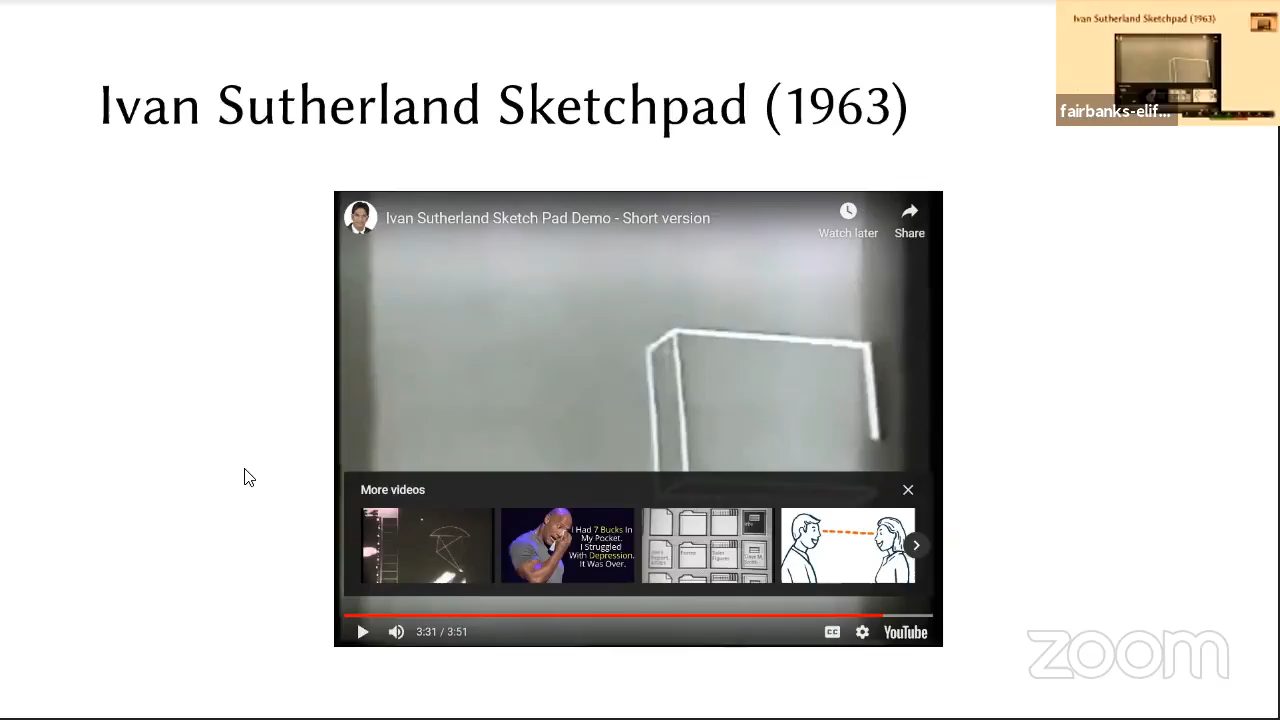 Ivan Sutherland Sketchpad (1963)
Ivan Sutherland Sketchpad (1963)
fairbanks-elif...
Ivan Sutherland Sketch Pad Demo - Short version
Watch later
Share
More videos
I Had 7 Bucks In
My Pocket.
I Struggled
With Depression.
It Was Over.
3:31 / 3:51
CC
YouTube
zoom